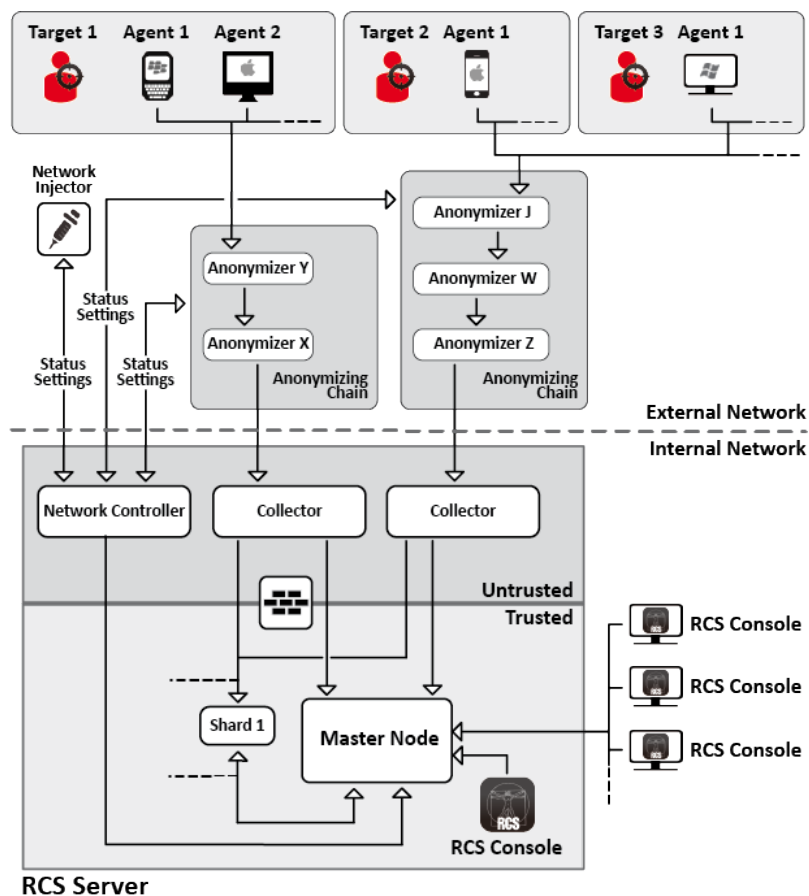 Target 1 Agent 1 Agent 2
Target 2 Agent 1
Target 3 Agent 1
Network
Injector
Anonymizer J
Anonymizer Y
Anonymizer W
Status
Settings
Anonymizer X
Anonymizer Z
Status
Settings
Status
Settings
Anonymizing
Chain
Anonymizing
Chain
External Network
Internal Network
Network Controller
Collector
Collector
Untrusted
Trusted
RCS Console
RCS Console
RCS Console
Shard 1
Master Node
RCS
RCS Console
RCS Server